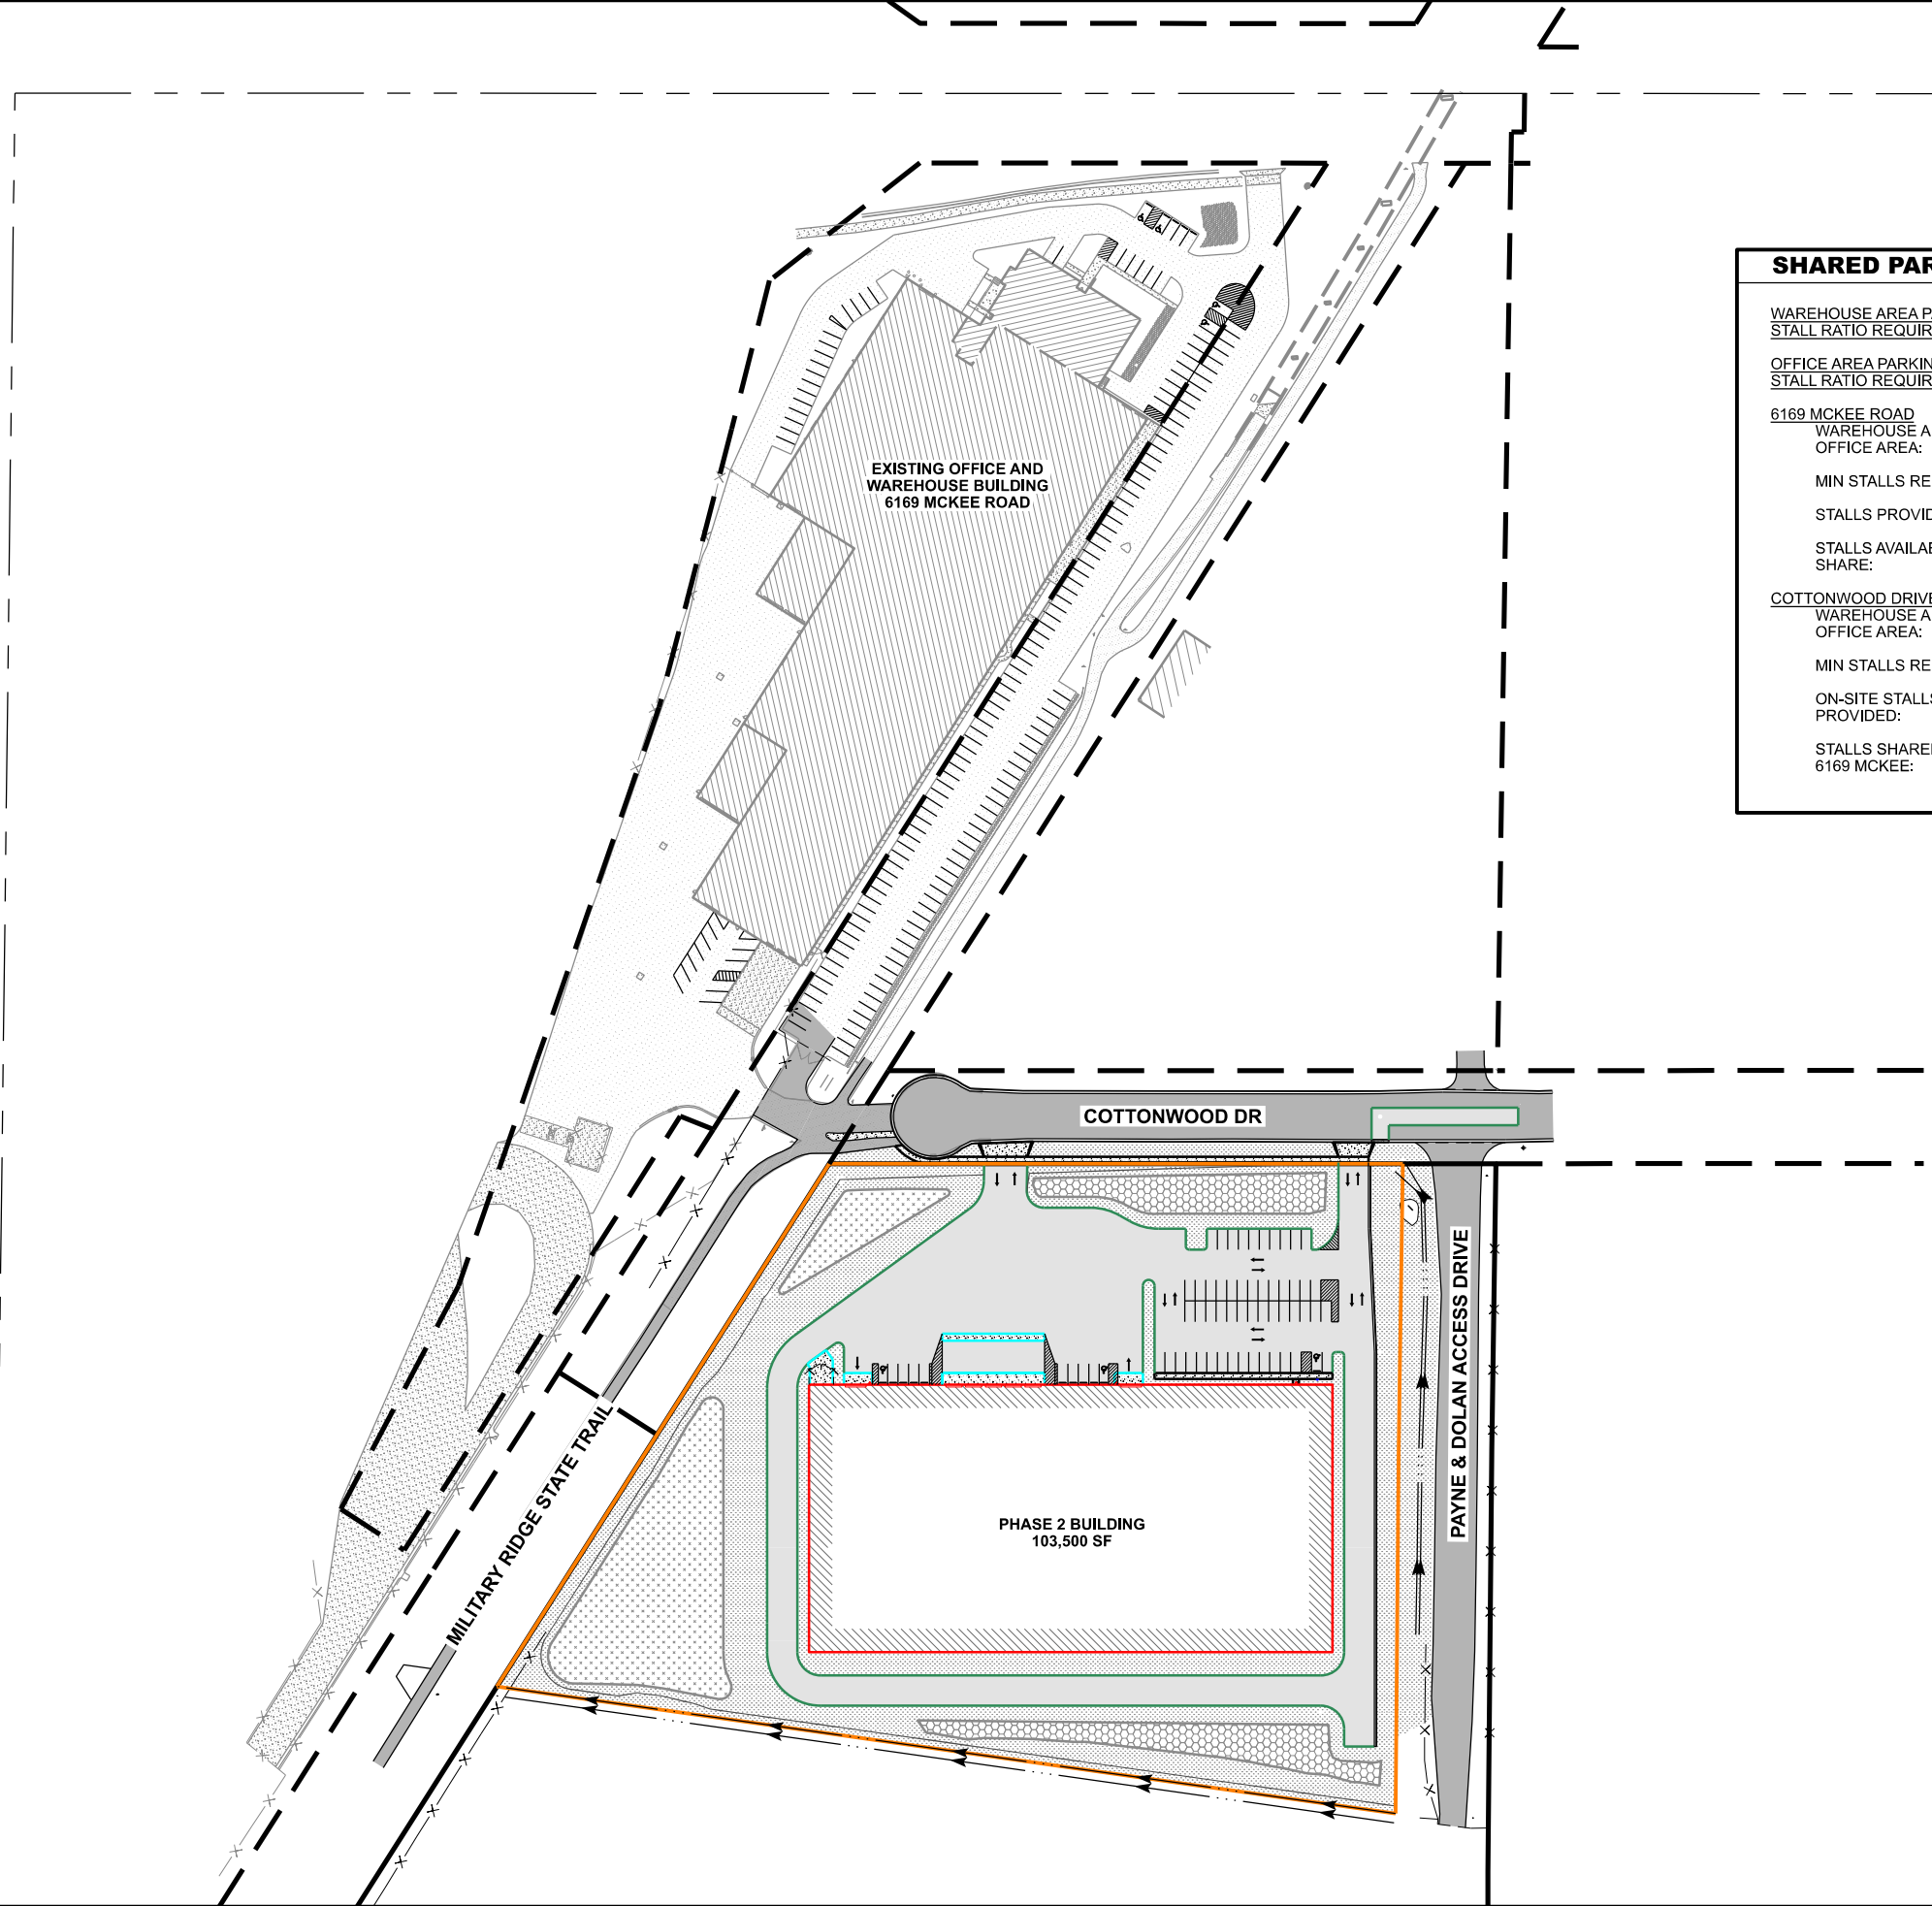 SHARED PAR
WAREHOUSE AREA P
STALL RATIO REQUIR
OFFICE AREA PARKIN
STALL RATIO REQUIR
6169 MCKEE ROAD
WAREHOUSE A
OFFICE AREA:
MIN STALLS RE
STALLS PROVID
STALLS AVAILAB
SHARE:
COTTONWOOD DRIVE
WAREHOUSE A
OFFICE AREA:
MIN STALLS RE
ON-SITE STALLS
PROVIDED:
STALLS SHARED
6169 MCKEE:
EXISTING OFFICE AND
WAREHOUSE BUILDING
6169 MCKEE ROAD
COTTONWOOD DR
PAYNE & DOLAN ACCESS DRIVE
MILITARY RIDGE STATE TRAIL
PHASE 2 BUILDING
103,500 SF